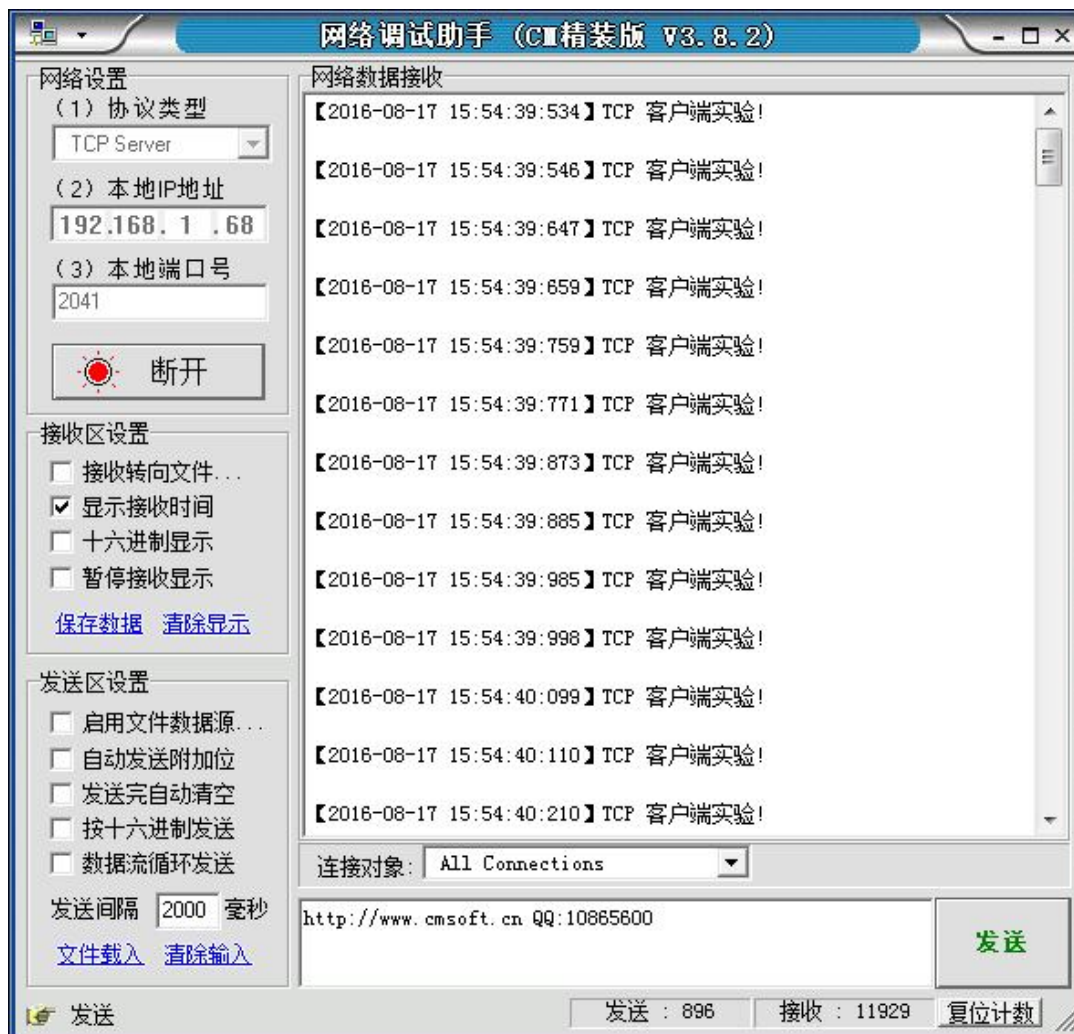 网络调试助手 (CM精装版 V3.8.2)
网络设置
(1) 协议类型
TCP Server
(2) 本地IP地址
192.168. 1 .68
(3) 本地端口号
2041
断开
接收区设置
接收转向文件...
显示接收时间
十六进制显示
暂停接收显示
保存数据 清除显示
发送区设置
启用文件数据源...
自动发送附加位
发送完自动清空
按十六进制发送
数据流循环发送
发送间隔 2000 毫秒
文件载入 清除输入
网络数据接收
【2016-08-17 15:54:39:534】TCP 客户端实验!
【2016-08-17 15:54:39:546】TCP 客户端实验!
【2016-08-17 15:54:39:647】TCP 客户端实验!
【2016-08-17 15:54:39:659】TCP 客户端实验!
【2016-08-17 15:54:39:759】TCP 客户端实验!
【2016-08-17 15:54:39:771】TCP 客户端实验!
【2016-08-17 15:54:39:873】TCP 客户端实验!
【2016-08-17 15:54:39:885】TCP 客户端实验!
【2016-08-17 15:54:39:985】TCP 客户端实验!
【2016-08-17 15:54:39:998】TCP 客户端实验!
【2016-08-17 15:54:40:099】TCP 客户端实验!
【2016-08-17 15:54:40:110】TCP 客户端实验!
【2016-08-17 15:54:40:210】TCP 客户端实验!
连接对象: All Connections
http://www.cmsoft.cn QQ:10865600
发送
发送
发送 : 896 接收 : 11929 复位计数